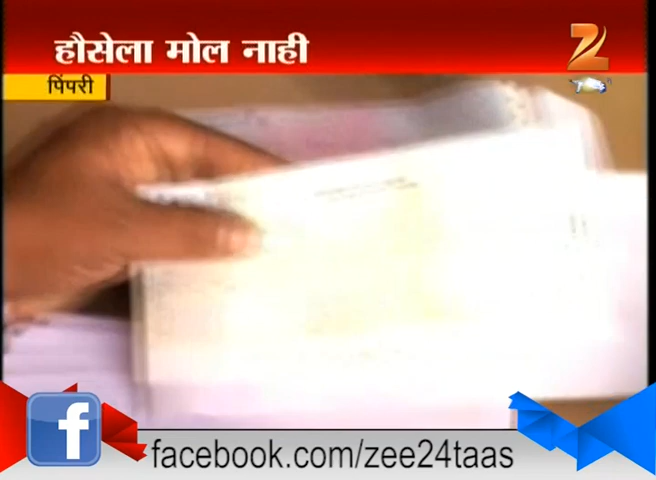 हौसेला मोल नाही
पिंपरी
facebook.com/zee24taas